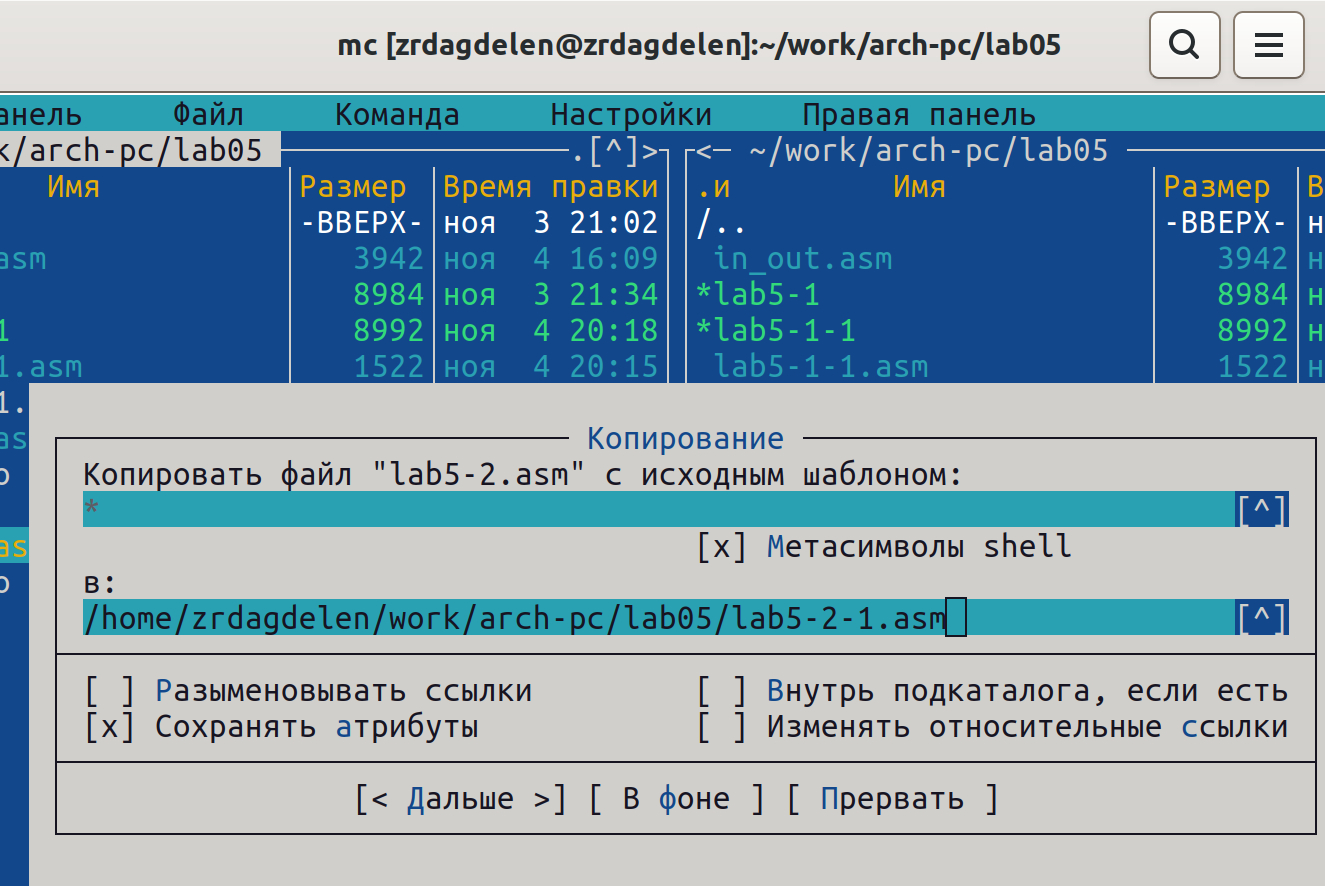 mc [zrdagdelen@zrdagdelen]:~/work/arch-pc/lab05
анель Файл Команда Настройки Правая панель
k/arch-pc/lab05 .[^]> <— ~/work/arch-pc/lab05
Имя Размер Время правки .и Имя Размер В
-ВВЕРХ- ноя 3 21:02 /.. -ВВЕРХ- н
asm 3942 ноя 4 16:09 in_out.asm 3942 н
8984 ноя 3 21:34 *lab5-1 8984 н
1 8992 ноя 4 20:18 *lab5-1-1 8992 н
1.asm 1522 ноя 4 20:15 lab5-1-1.asm 1522 н
1.
as
o
as
o
Копирование
Копировать файл "lab5-2.asm" с исходным шаблоном:
* [^]
[x] Метасимволы shell
в:
/home/zrdagdelen/work/arch-pc/lab05/lab5-2-1.asm [^]
[ ] Разыменовывать ссылки [ ] Внутрь подкаталога, если есть
[x] Сохранять атрибуты [ ] Изменять относительные ссылки
[< Дальше >] [ В фоне ] [ Прервать ]